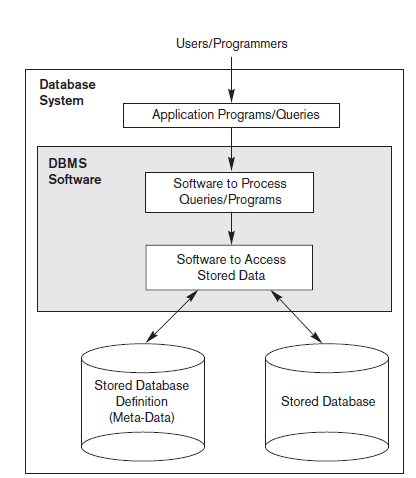 Users/Programmers
Database
System
Application Programs/Queries
DBMS
Software
Software to Process
Queries/Programs
Software to Access
Stored Data
Stored Database
Definition
(Meta-Data)
Stored Database